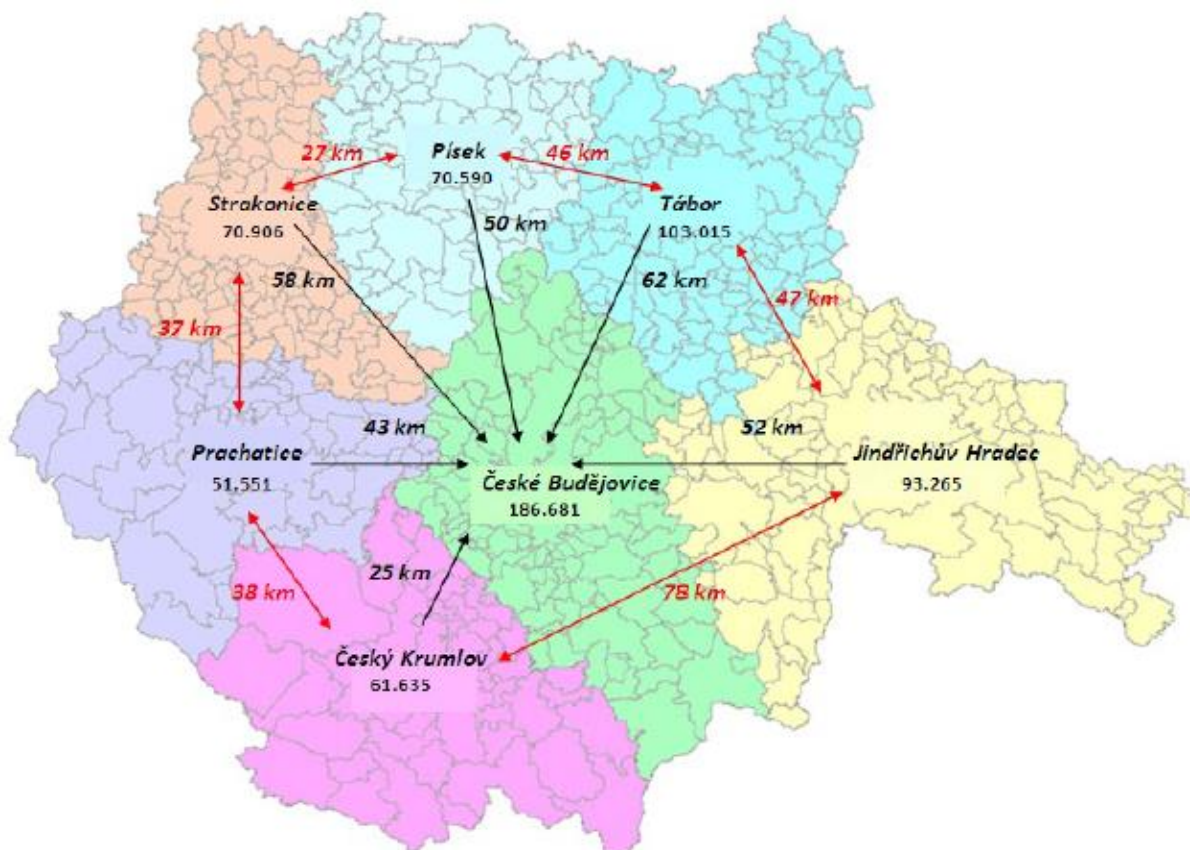 27 km
Písek
70.590
46 km
Strakonice
70.906
50 km
Tábor
103.015
58 km
62 km
47 km
37 km
43 km
52 km
Prachatice
51.551
České Budějovice
186.681
Jindřichův Hradec
93.265
25 km
38 km
78 km
Český Krumlov
61.635